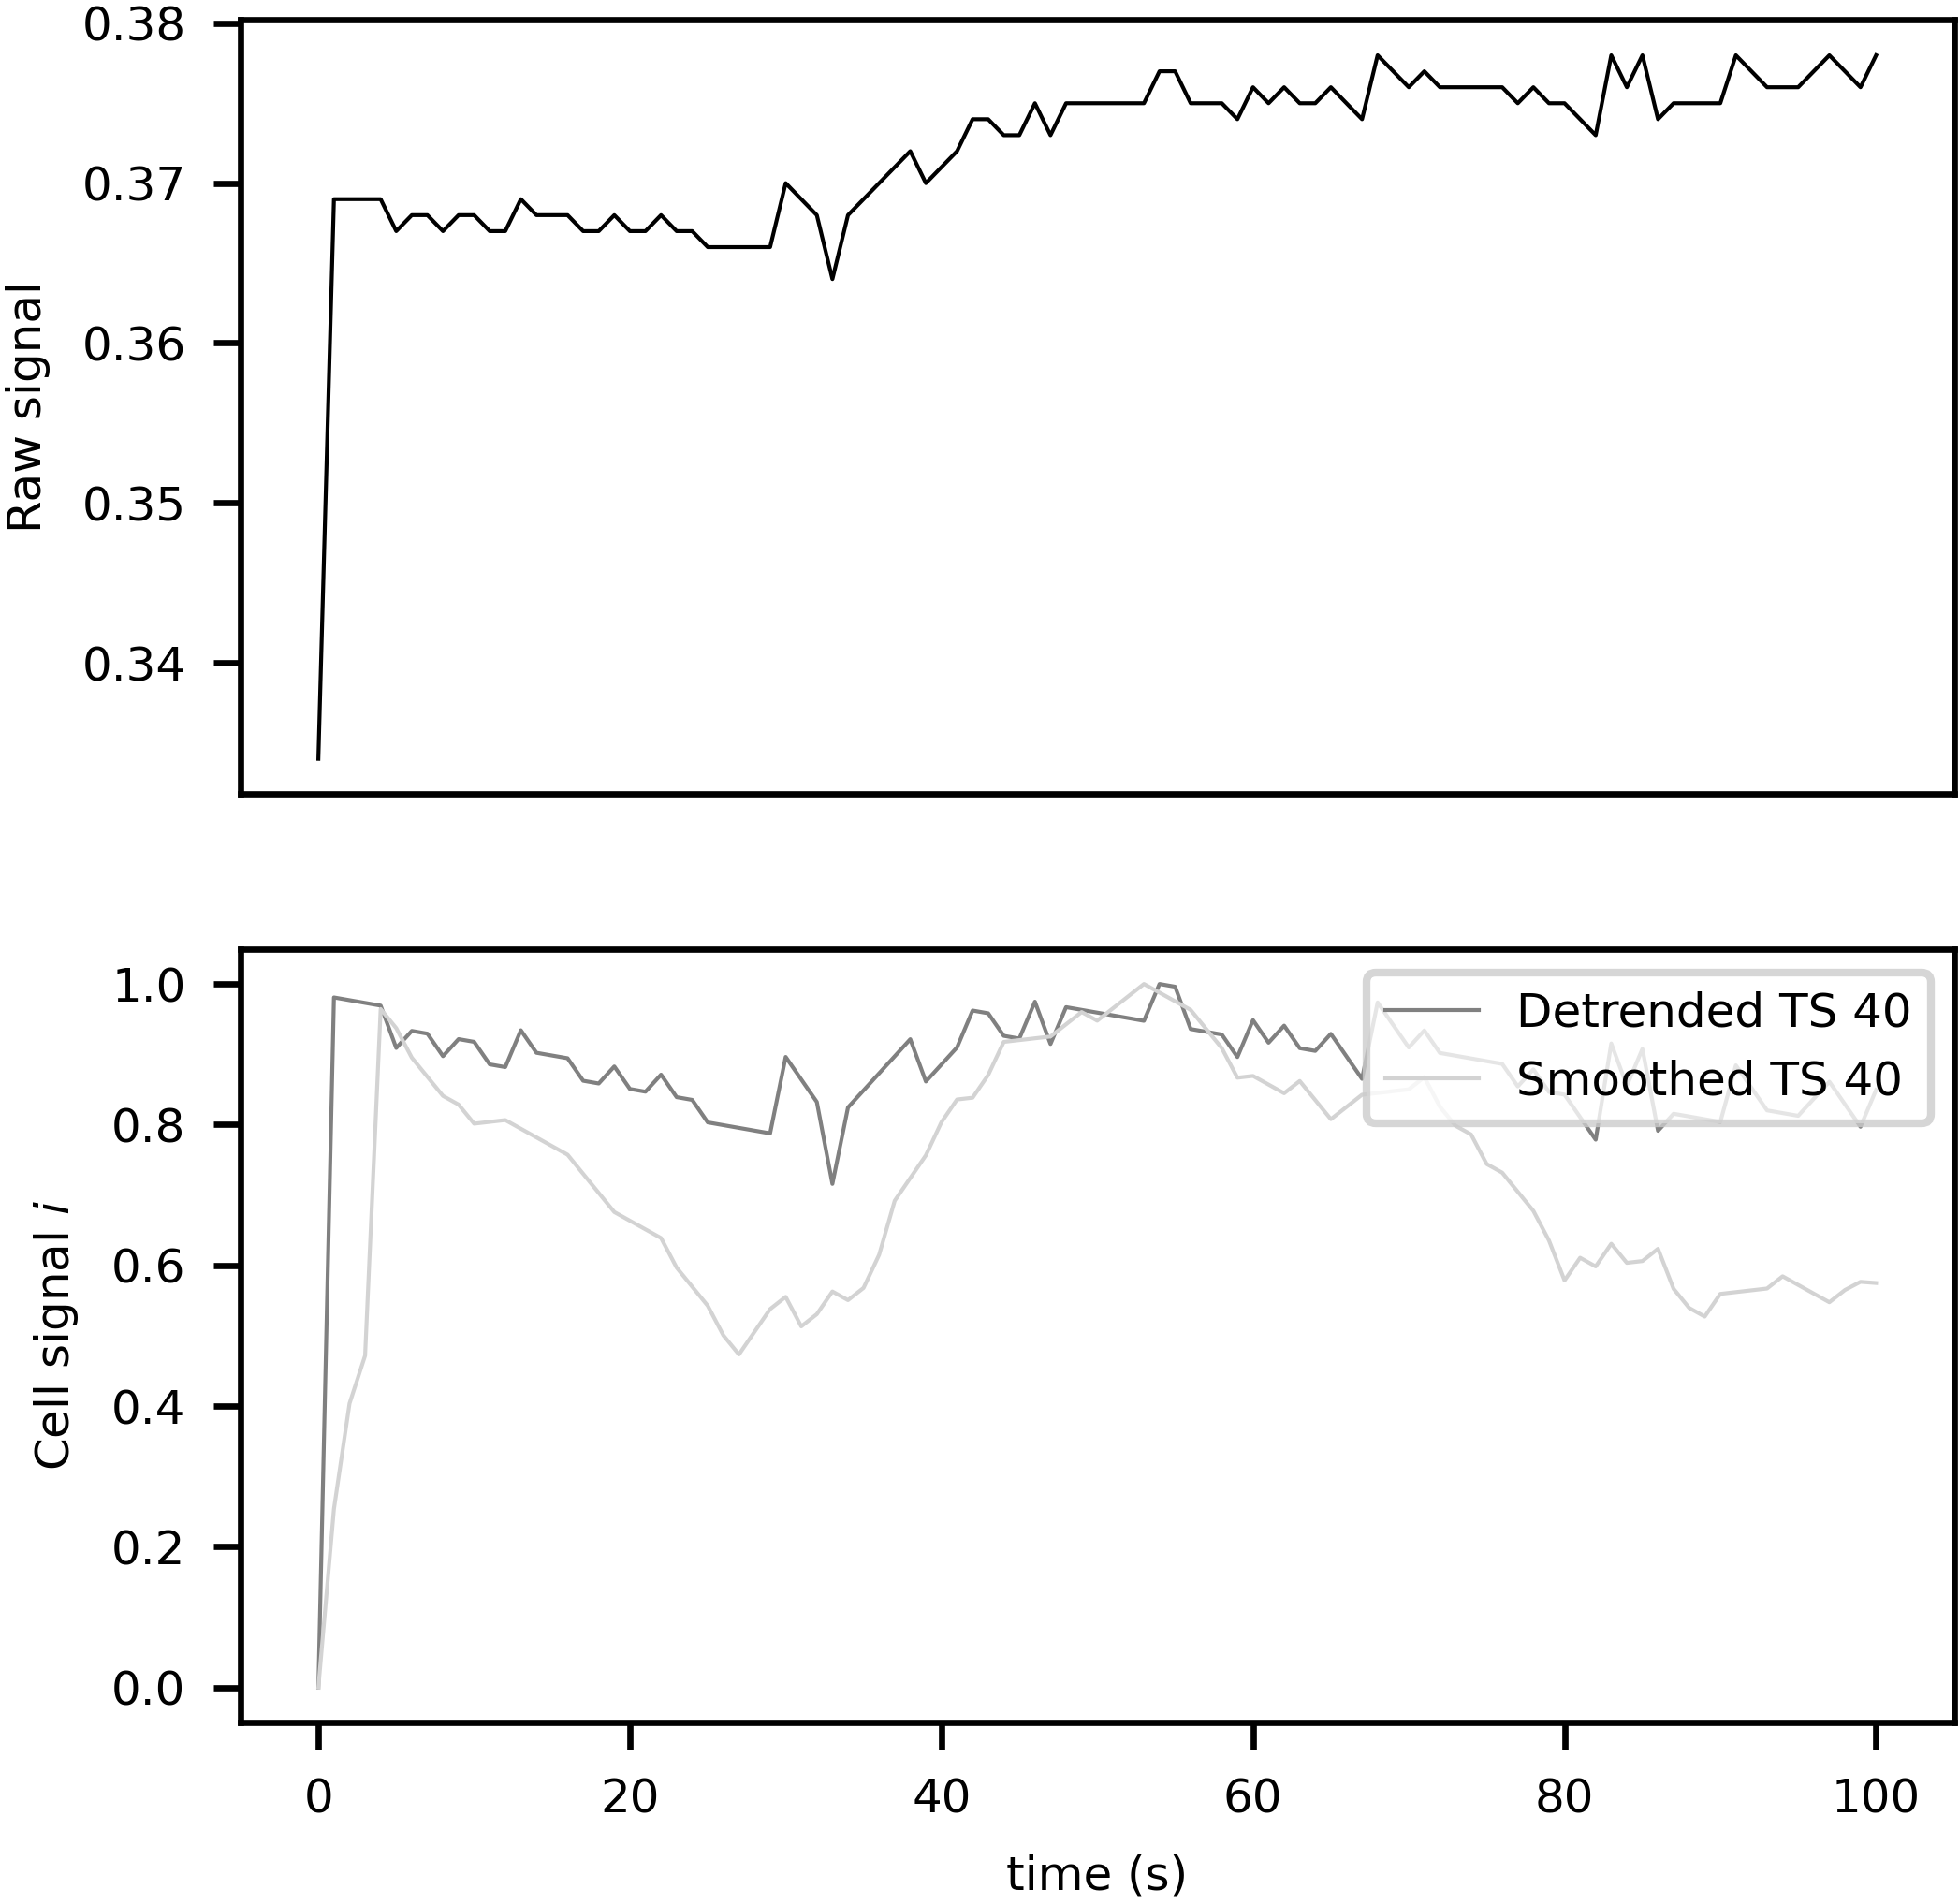 0.38
0.37
0.36
0.35
0.34
Raw signal
1.0
0.8
0.6
0.4
0.2
0.0
Cell signal i
Detrended TS 40
Smoothed TS 40
0 20 40 60 80 100
time (s)